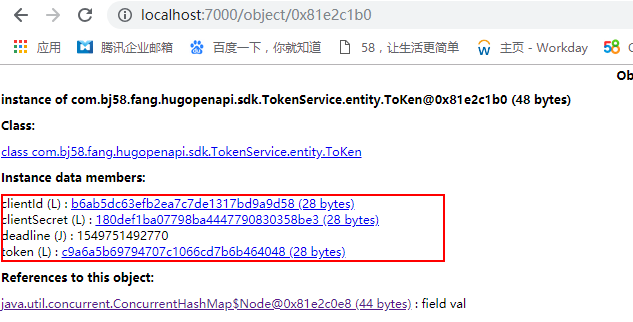 localhost:7000/object/0x81e2c1b0
应用 腾讯企业邮箱 百度一下，你就知道 58，让生活更简单 W 主页 - Workday 58
Ob
instance of com.bj58.fang.hugopenapi.sdk.TokenService.entity.ToKen@0x81e2c1b0 (48 bytes)
Class:
class com.bj58.fang.hugopenapi.sdk.TokenService.entity.ToKen
Instance data members:
clientId (L) : b6ab5dc63efb2ea7c7de1317bd9a9d58 (28 bytes)
clientSecret (L) : 180def1ba07798ba4447790830358be3 (28 bytes)
deadline (J) : 1549751492770
token (L) : c9a6a5b69794707c1066cd7b6b464048 (28 bytes)
References to this object:
java.util.concurrent.ConcurrentHashMap$Node@0x81e2c0e8 (44 bytes) : field val